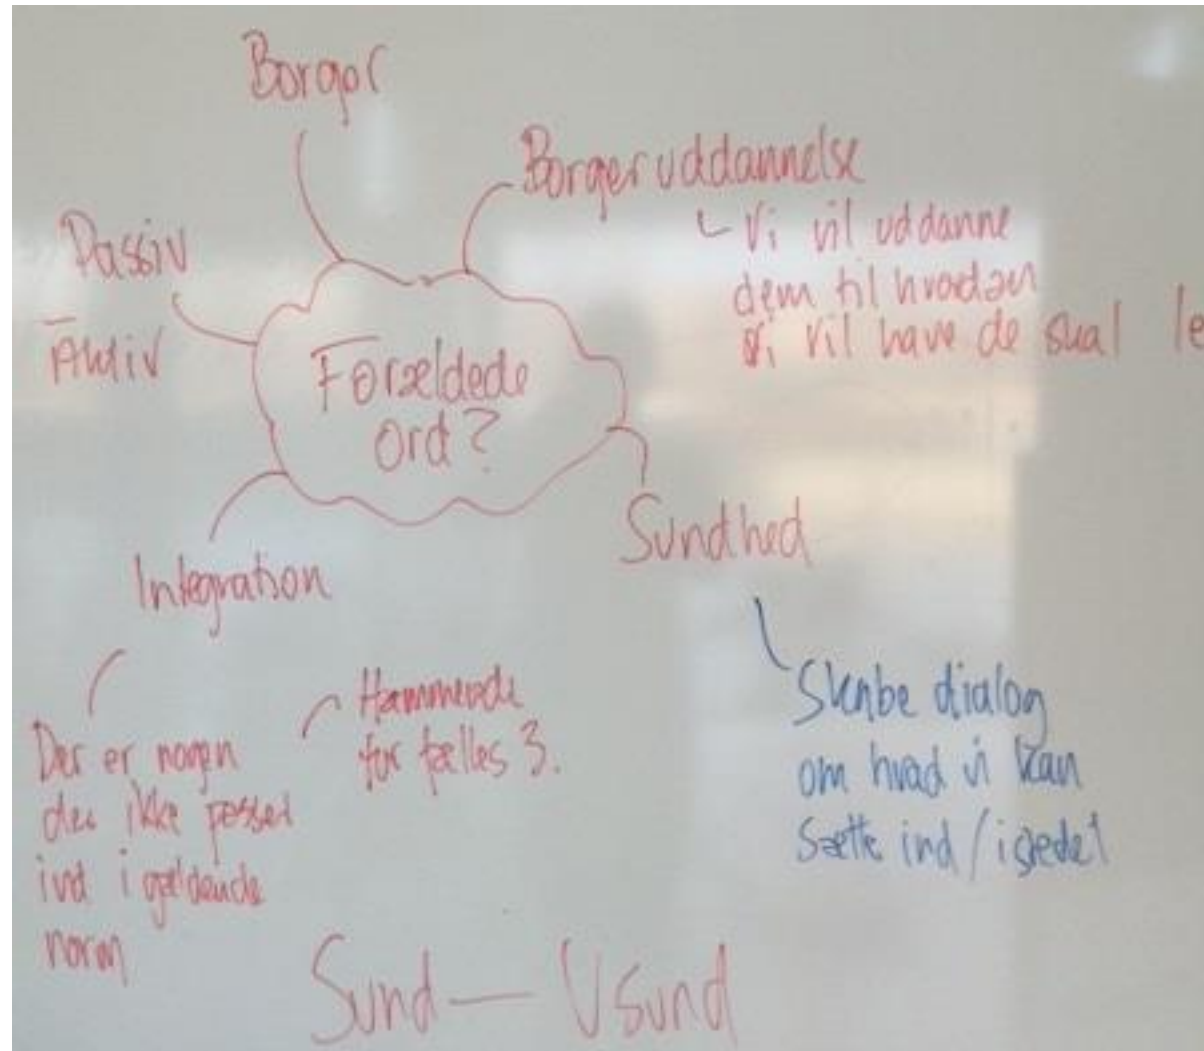 Borger
Borgeruddannelse
Vi vil uddanne
dem til hvordan
vi vil have de skal le
Passiv
Aktiv
Forældede
ord?
Sundhed
Integration
Hæmmende
for fælles 3.
Der er nogen
der ikke passer
ind i gældende
norm
Skabe dialog
om hvad vi kan
Sætte ind/istedet
Sund — Usund